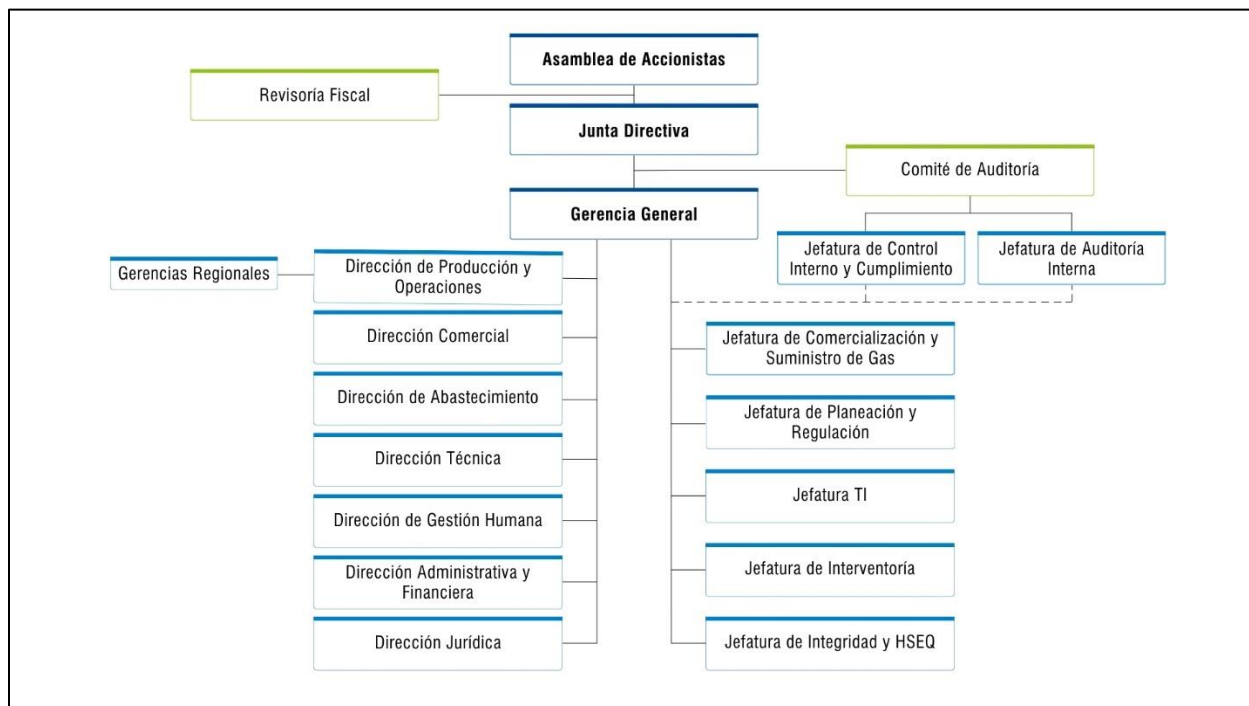 Asamblea de Accionistas
Revisoría Fiscal
Junta Directiva
Comité de Auditoría
Gerencia General
Jefatura de Control
Interno y Cumplimiento
Jefatura de Auditoría
Interna
Gerencias Regionales
Dirección de Producción y
Operaciones
Dirección Comercial
Dirección de Abastecimiento
Dirección Técnica
Dirección de Gestión Humana
Dirección Administrativa y
Financiera
Dirección Jurídica
Jefatura de Comercialización y
Suministro de Gas
Jefatura de Planeación y
Regulación
Jefatura TI
Jefatura de Interventoría
Jefatura de Integridad y HSEQ